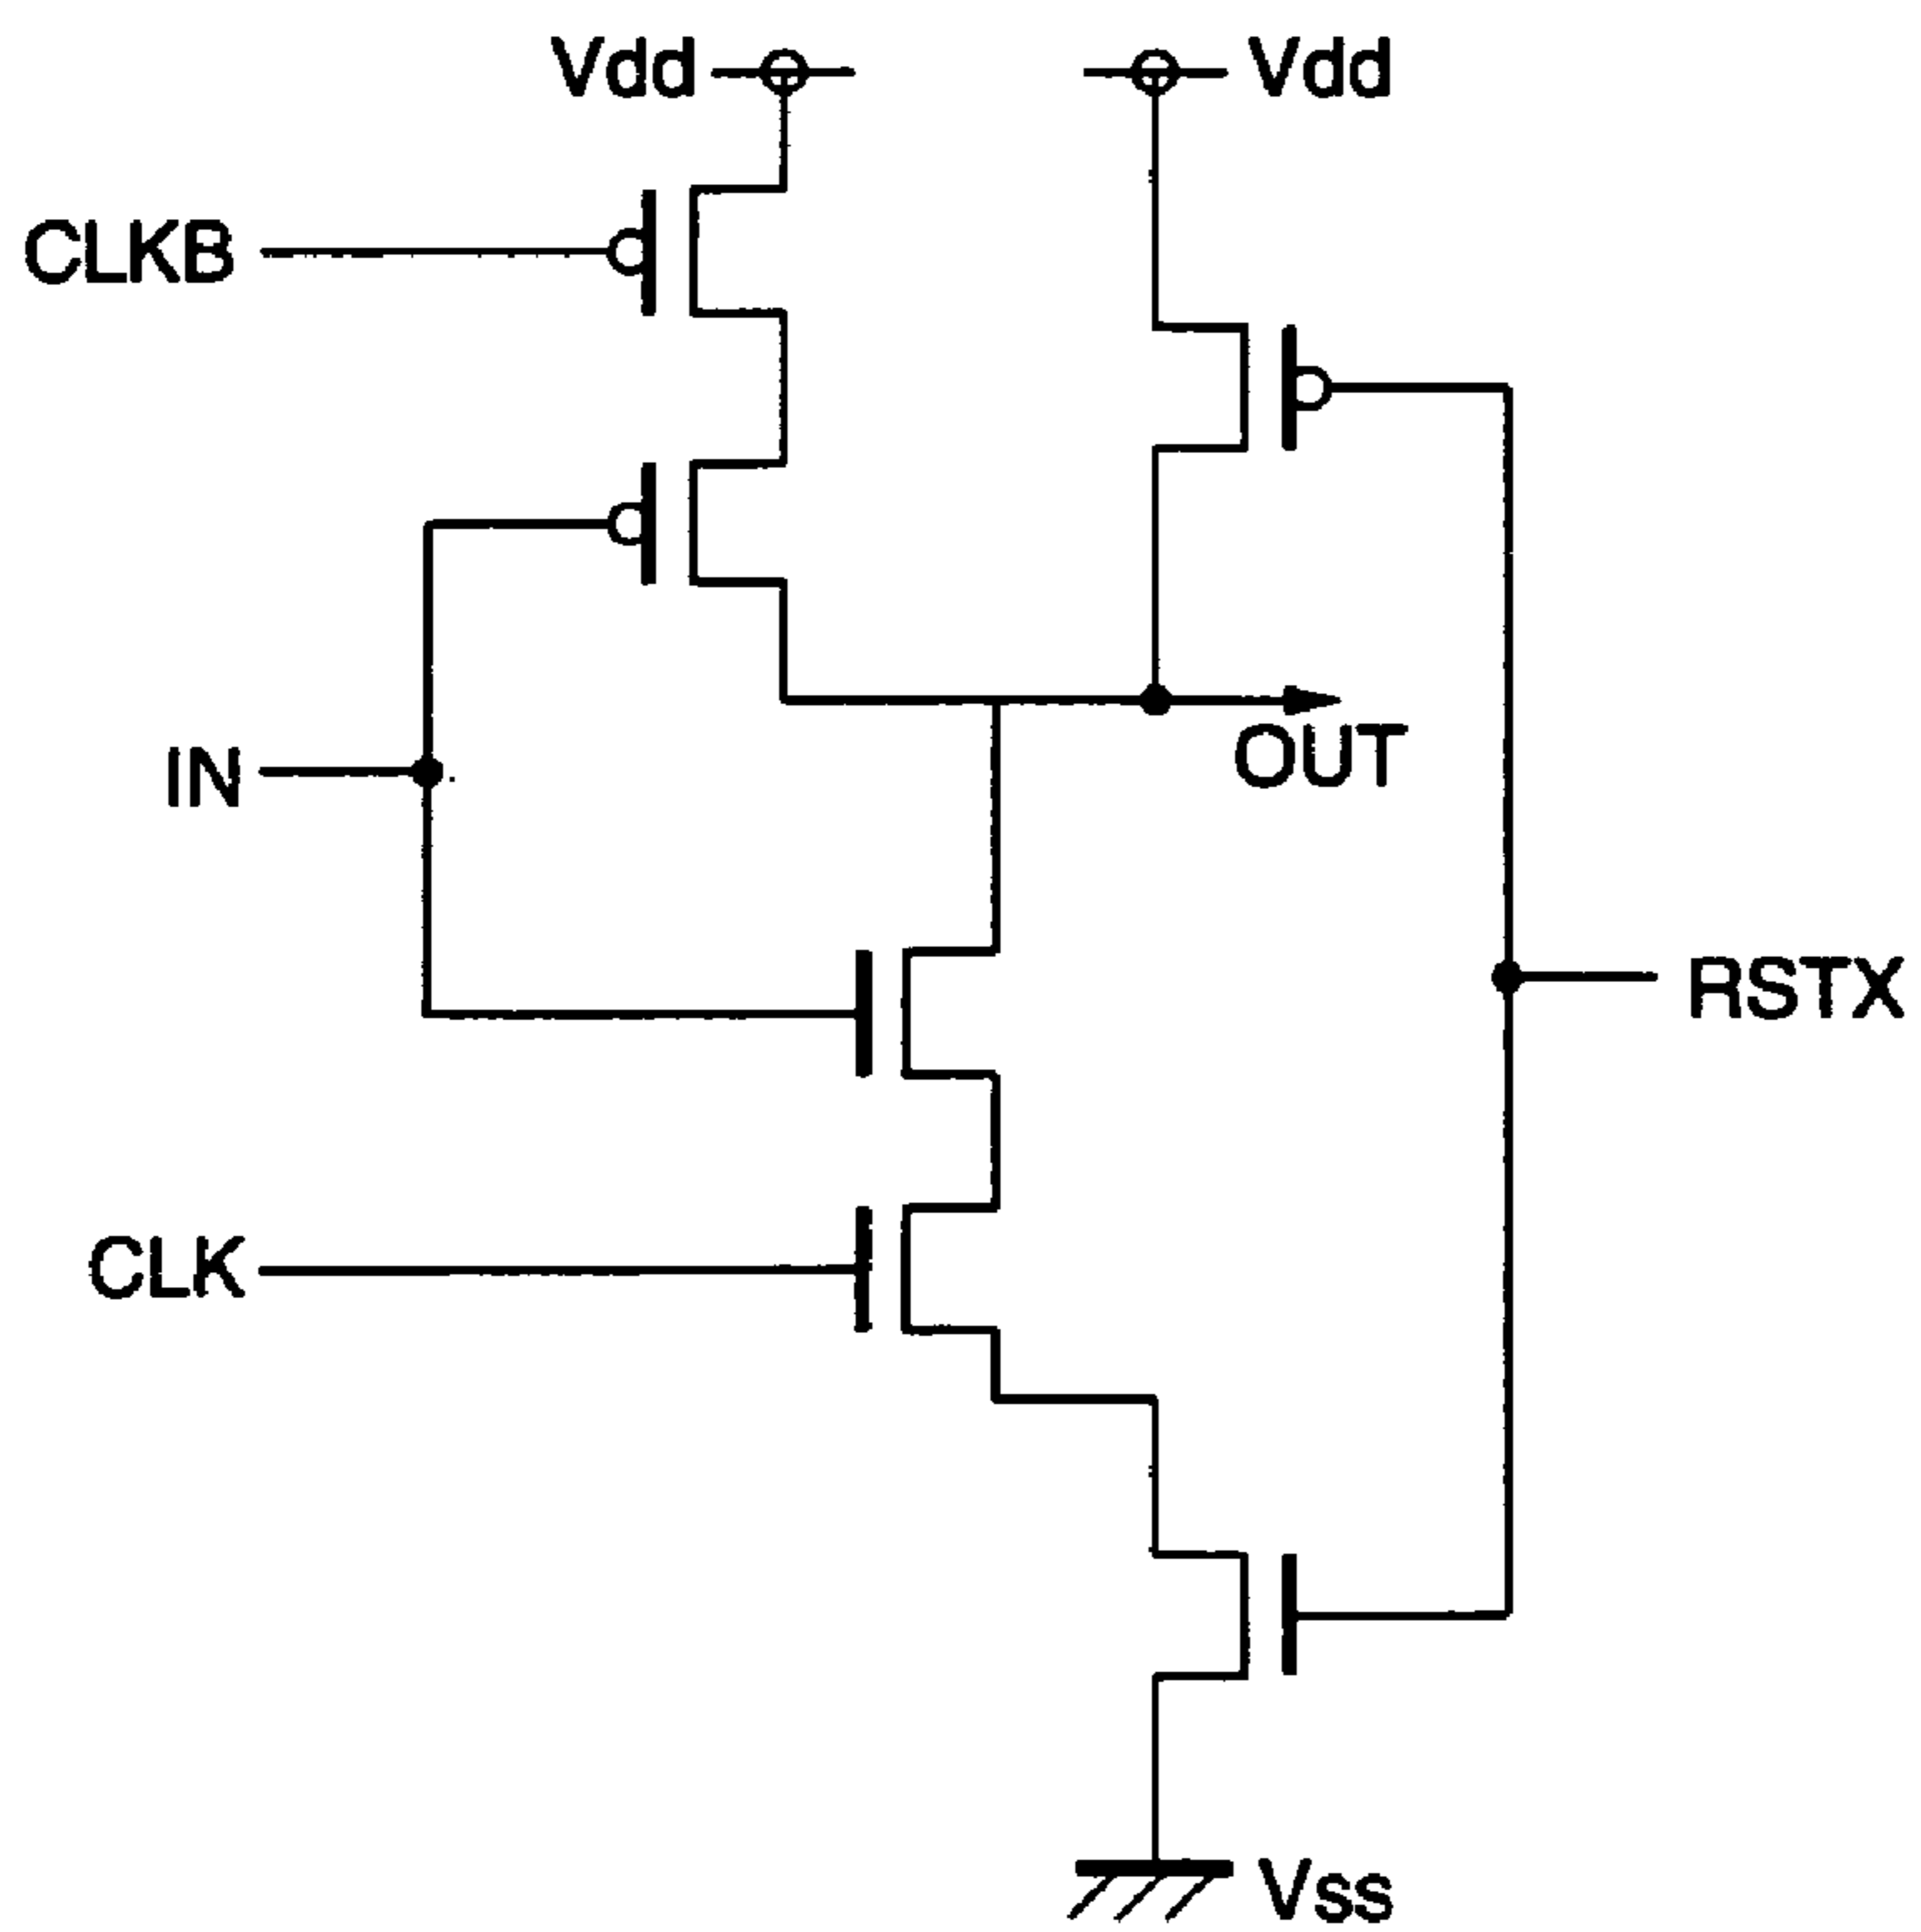 Vdd
Vdd
CLKB
IN
OUT
RSTX
CLK
Vss